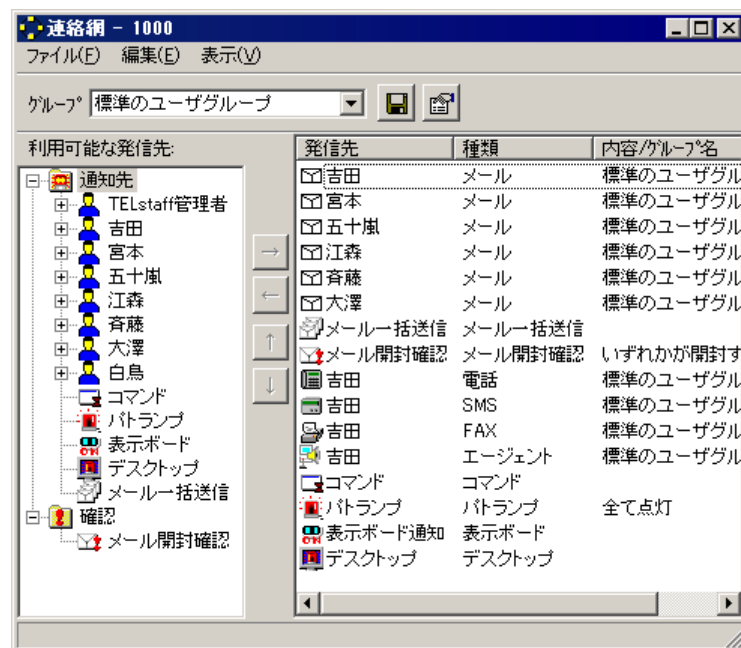 連絡網 - 1000
ファイル(F) 編集(E) 表示(V)
ｸﾞﾙｰﾌﾟ 標準のユーザグループ
利用可能な発信先:
通知先
TELstaff管理者
吉田
宮本
五十嵐
江森
斉藤
大澤
白鳥
コマンド
パトランプ
表示ボード
デスクトップ
メール一括送信
確認
メール開封確認
発信先 種類 内容/ｸﾞﾙｰﾌﾟ名
吉田 メール 標準のユーザグル
宮本 メール 標準のユーザグル
五十嵐 メール 標準のユーザグル
江森 メール 標準のユーザグル
斉藤 メール 標準のユーザグル
大澤 メール 標準のユーザグル
メール一括送信 メール一括送信
メール開封確認 メール開封確認 いずれかが開封す
吉田 電話 標準のユーザグル
吉田 SMS 標準のユーザグル
吉田 FAX 標準のユーザグル
吉田 エージェント 標準のユーザグル
コマンド コマンド
パトランプ パトランプ 全て点灯
表示ボード通知 表示ボード
デスクトップ デスクトップ